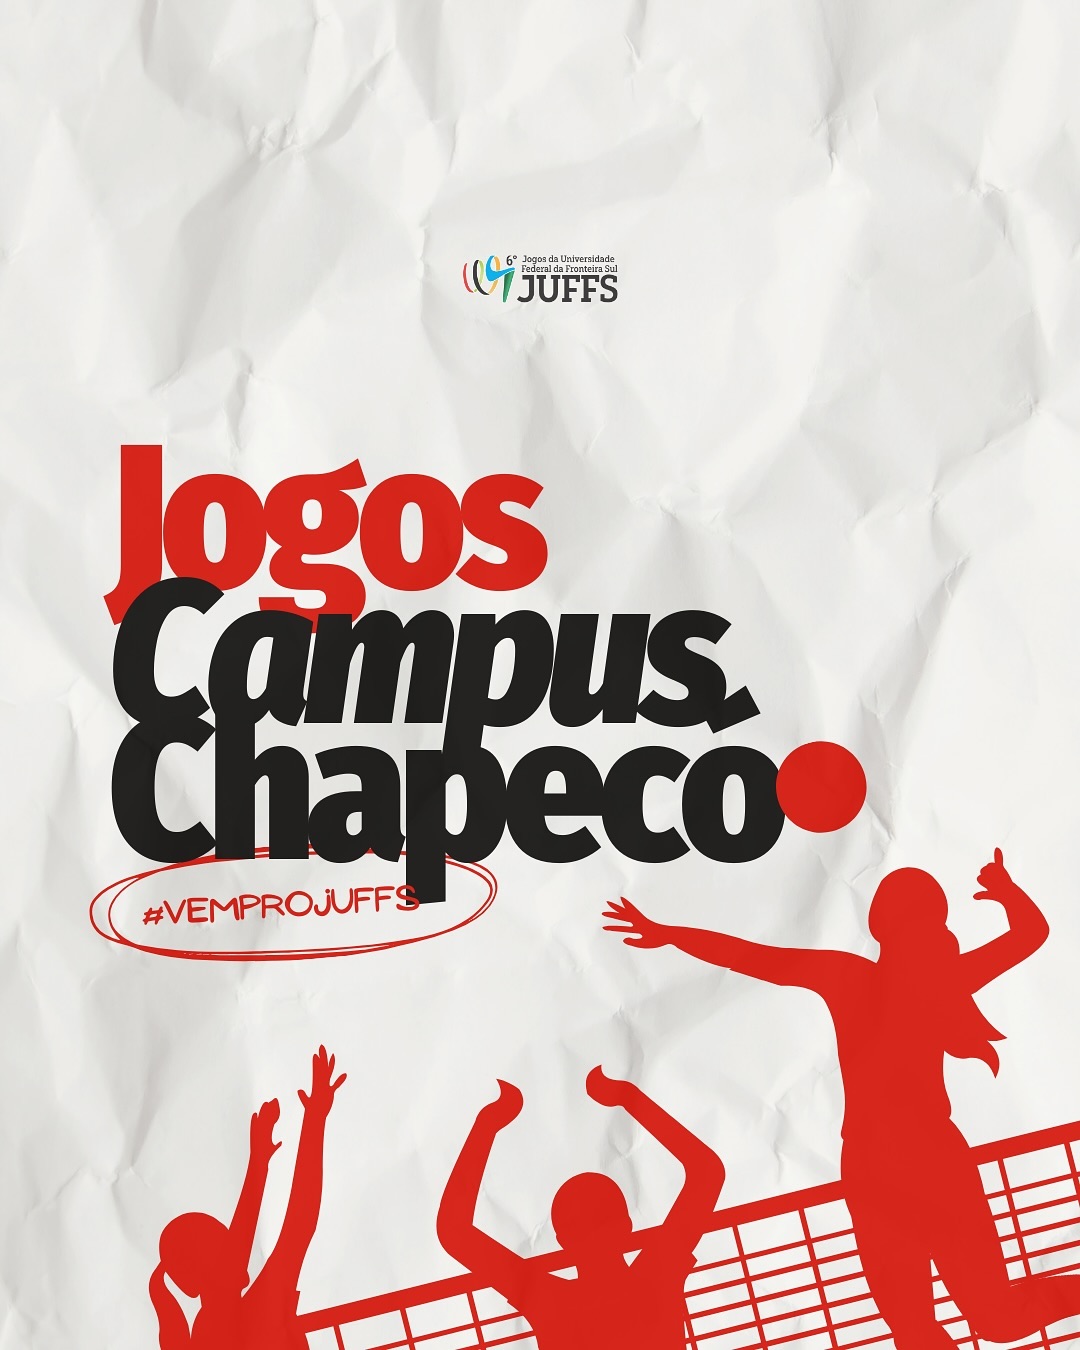 6º Jogos da Universidade
Federal da Fronteira Sul
JUFFS
Jogos
Campus,
Chapeco
#VEMPROJUFFS